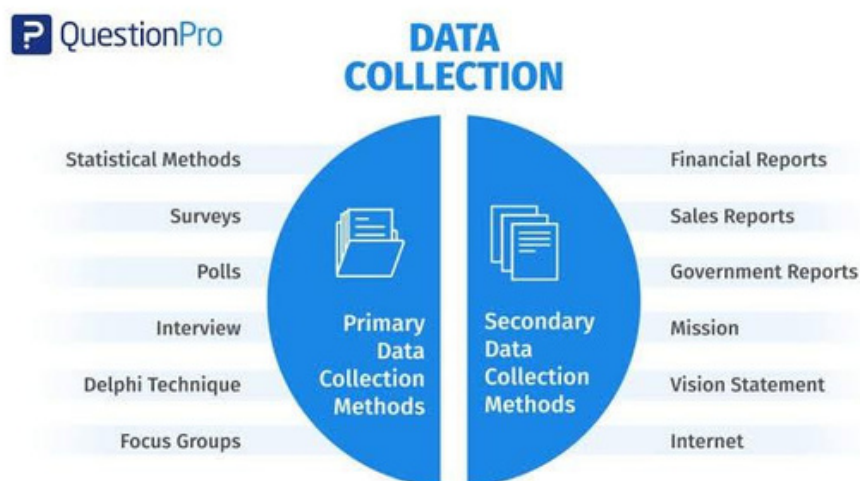 QuestionPro
DATA
COLLECTION
Statistical Methods
Surveys
Polls
Interview
Delphi Technique
Focus Groups
Primary
Data
Collection
Methods
Secondary
Data
Collection
Methods
Financial Reports
Sales Reports
Government Reports
Mission
Vision Statement
Internet